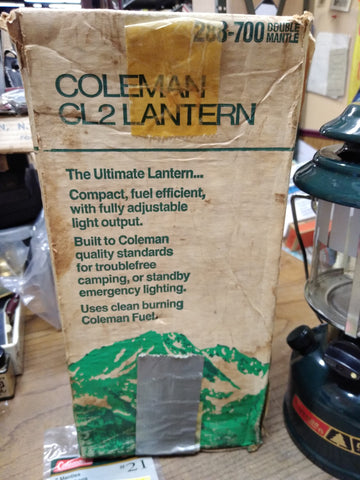 288-700 DOUBLE
MANTLE
COLEMAN
GL2 LANTERN
The Ultimate Lantern...
Compact, fuel efficient,
with fully adjustable
light output.
Built to Coleman
quality standards
for troublefree
camping, or standby
emergency lighting.
Uses clean burning
Coleman Fuel.
#21
Mantles